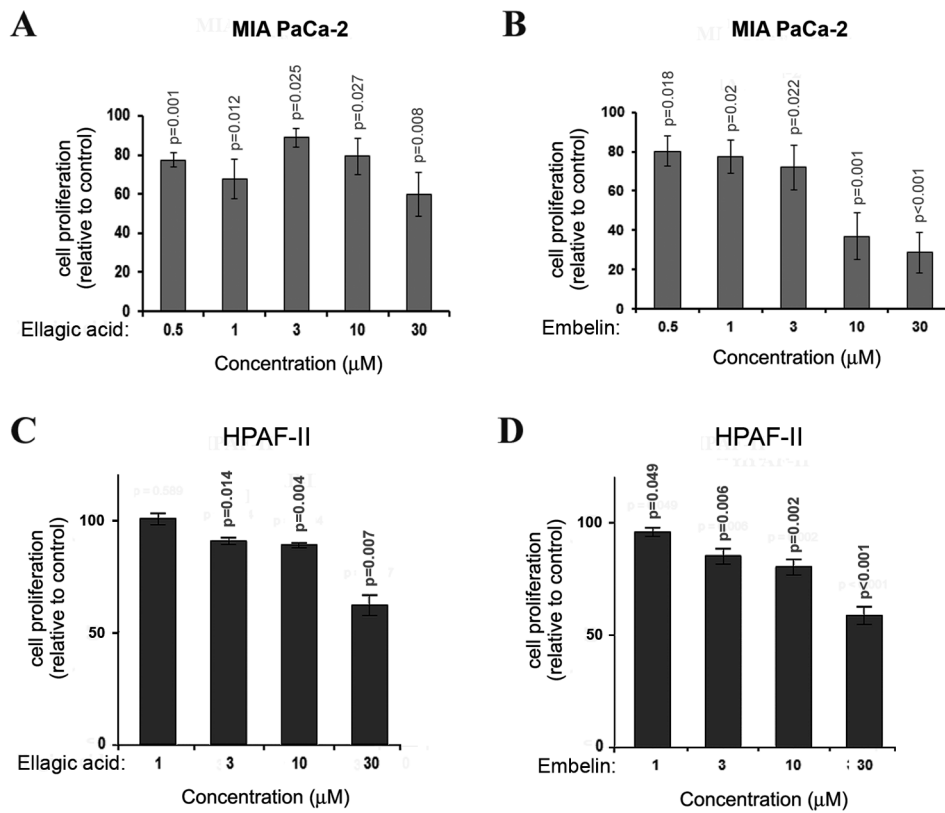 A
MIA PaCa-2
cell proliferation
(relative to control)
100
80
60
40
20
0
p=0.001
p=0.012
p=0.025
p=0.027
p=0.008
Ellagic acid: 0.5 1 3 10 30
Concentration (μM)
B
MIA PaCa-2
cell proliferation
(relative to control)
100
80
60
40
20
0
p=0.018
p=0.02
p=0.022
p=0.001
p<0.001
Embelin: 0.5 1 3 10 30
Concentration (μM)
C
HPAF-II
cell proliferation
(relative to control)
100
50
0
p = 0.589
p=0.014
p=0.004
p=0.007
Ellagic acid: 1 3 10 30
Concentration (μM)
D
HPAF-II
cell proliferation
(relative to control)
100
50
0
p=0.049
p=0.006
p=0.002
p<0.001
Embelin: 1 3 10 30
Concentration (μM)